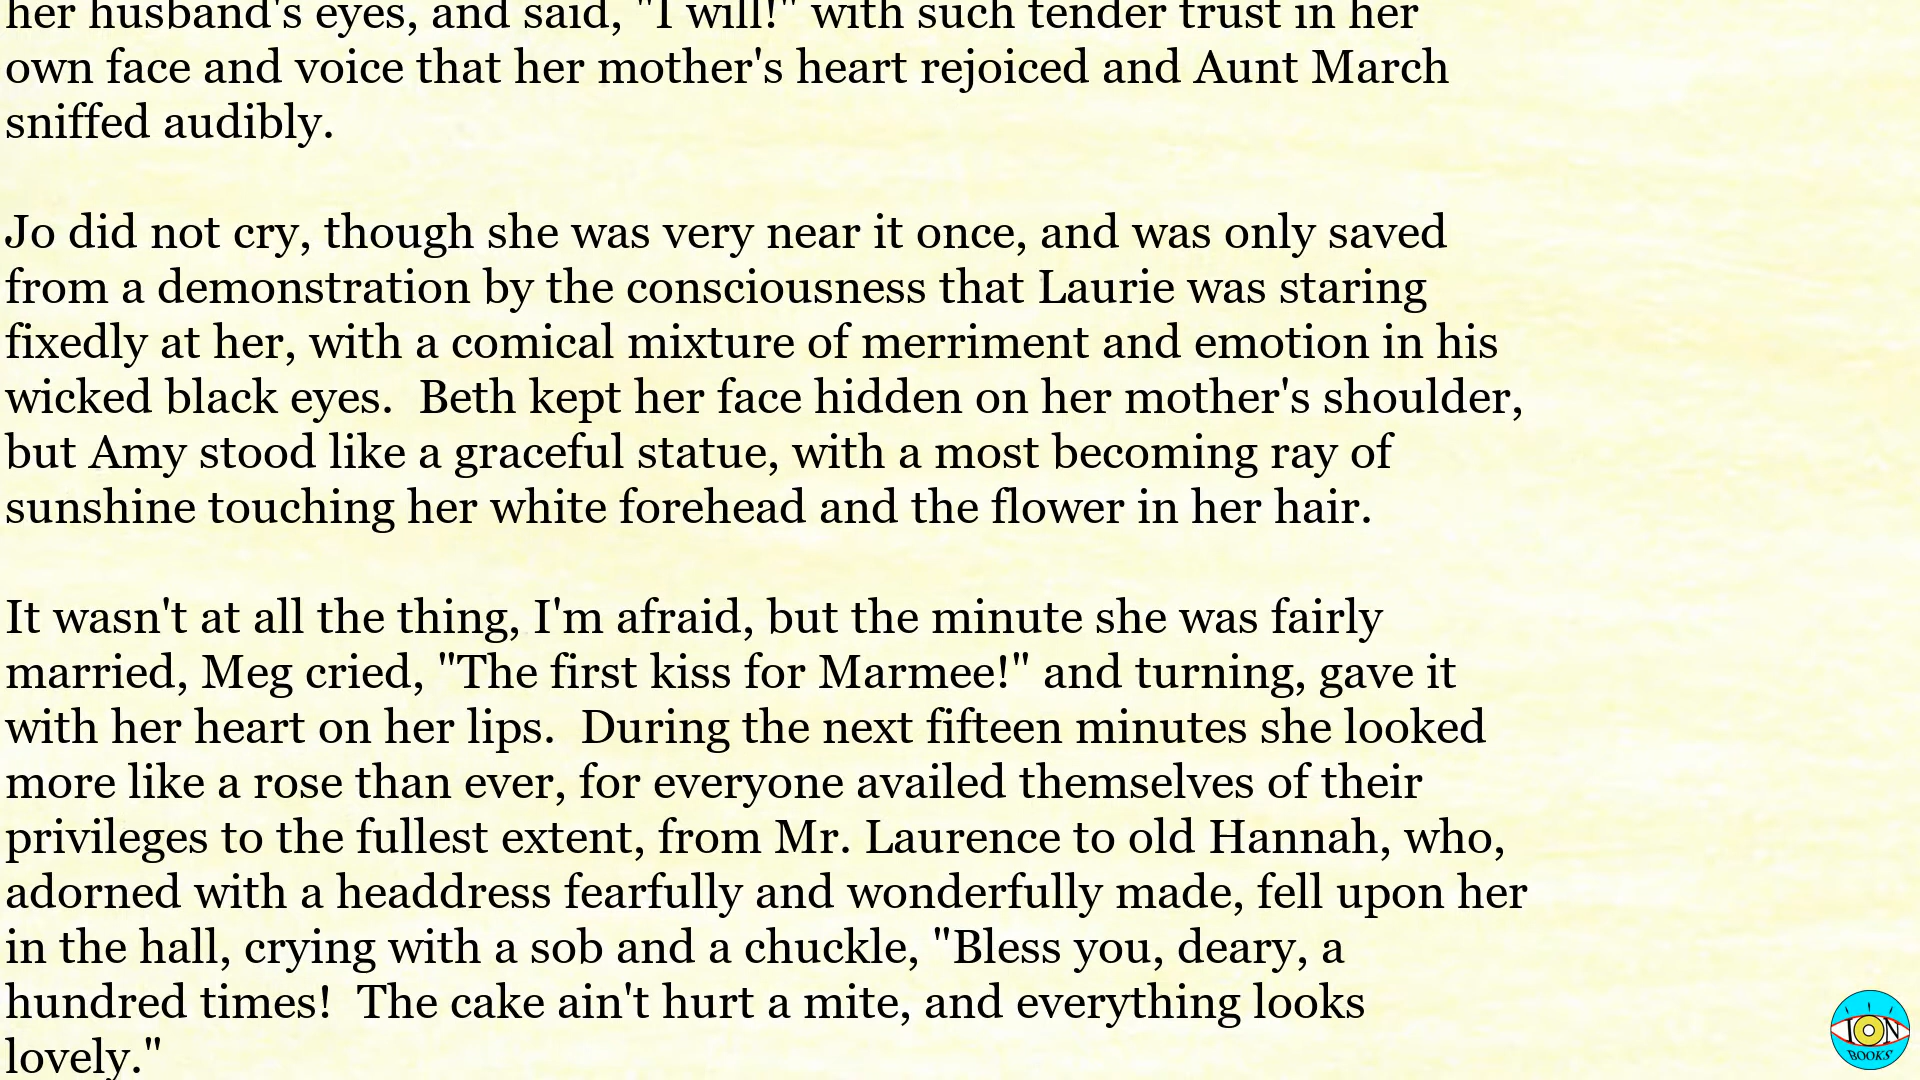 her husband's eyes, and said, "I will!" with such tender trust in her
own face and voice that her mother's heart rejoiced and Aunt March
sniffed audibly.
Jo did not cry, though she was very near it once, and was only saved
from a demonstration by the consciousness that Laurie was staring
fixedly at her, with a comical mixture of merriment and emotion in his
wicked black eyes.  Beth kept her face hidden on her mother's shoulder,
but Amy stood like a graceful statue, with a most becoming ray of
sunshine touching her white forehead and the flower in her hair.
It wasn't at all the thing, I'm afraid, but the minute she was fairly
married, Meg cried, "The first kiss for Marmee!" and turning, gave it
with her heart on her lips.  During the next fifteen minutes she looked
more like a rose than ever, for everyone availed themselves of their
privileges to the fullest extent, from Mr. Laurence to old Hannah, who,
adorned with a headdress fearfully and wonderfully made, fell upon her
in the hall, crying with a sob and a chuckle, "Bless you, deary, a
hundred times!  The cake ain't hurt a mite, and everything looks
lovely."
ION
BOOKS